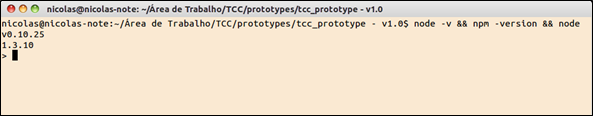 nicolas@nicolas-note: ~/Área de Trabalho/TCC/prototypes/tcc_prototype - v1.0
nicolas@nicolas-note:~/Área de Trabalho/TCC/prototypes/tcc_prototype - v1.0$ node -v && npm -version && node
v0.10.25
1.3.10
>